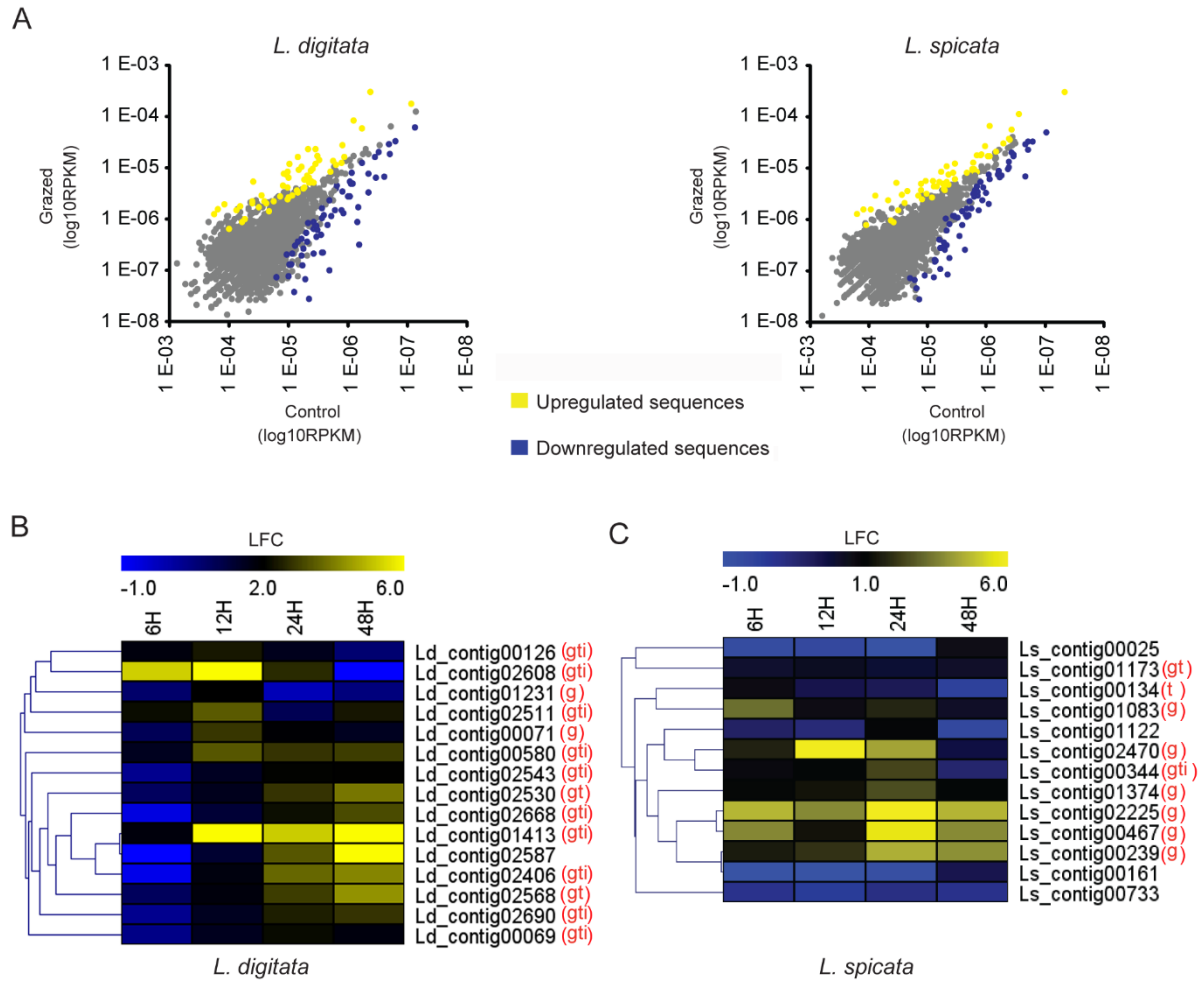 A
L. digitata
1 E-03
1 E-04
1 E-05
1 E-06
1 E-07
1 E-08
Grazed
(log10RPKM)
1 E-03
1 E-04
1 E-05
1 E-06
1 E-07
1 E-08
Control
(log10RPKM)
L. spicata
1 E-03
1 E-04
1 E-05
1 E-06
1 E-07
1 E-08
Grazed
(log10RPKM)
1 E-03
1 E-04
1 E-05
1 E-06
1 E-07
1 E-08
Control
(log10RPKM)
Upregulated sequences
Downregulated sequences
B
LFC
-1.0 2.0 6.0
6H 12H 24H 48H
Ld_contig00126 (gti)
Ld_contig02608 (gti)
Ld_contig01231 (g)
Ld_contig02511 (gti)
Ld_contig00071 (g)
Ld_contig00580 (gti)
Ld_contig02543 (gti)
Ld_contig02530 (gt)
Ld_contig02668 (gti)
Ld_contig01413 (gti)
Ld_contig02587
Ld_contig02406 (gti)
Ld_contig02568 (gt)
Ld_contig02690 (gti)
Ld_contig00069 (gti)
L. digitata
C
LFC
-1.0 1.0 6.0
6H 12H 24H 48H
Ls_contig00025
Ls_contig01173 (gt)
Ls_contig00134 (t )
Ls_contig01083 (g)
Ls_contig01122
Ls_contig02470 (g)
Ls_contig00344 (gti)
Ls_contig01374 (g)
Ls_contig02225 (g)
Ls_contig00467 (g)
Ls_contig00239 (g)
Ls_contig00161
Ls_contig00733
L. spicata